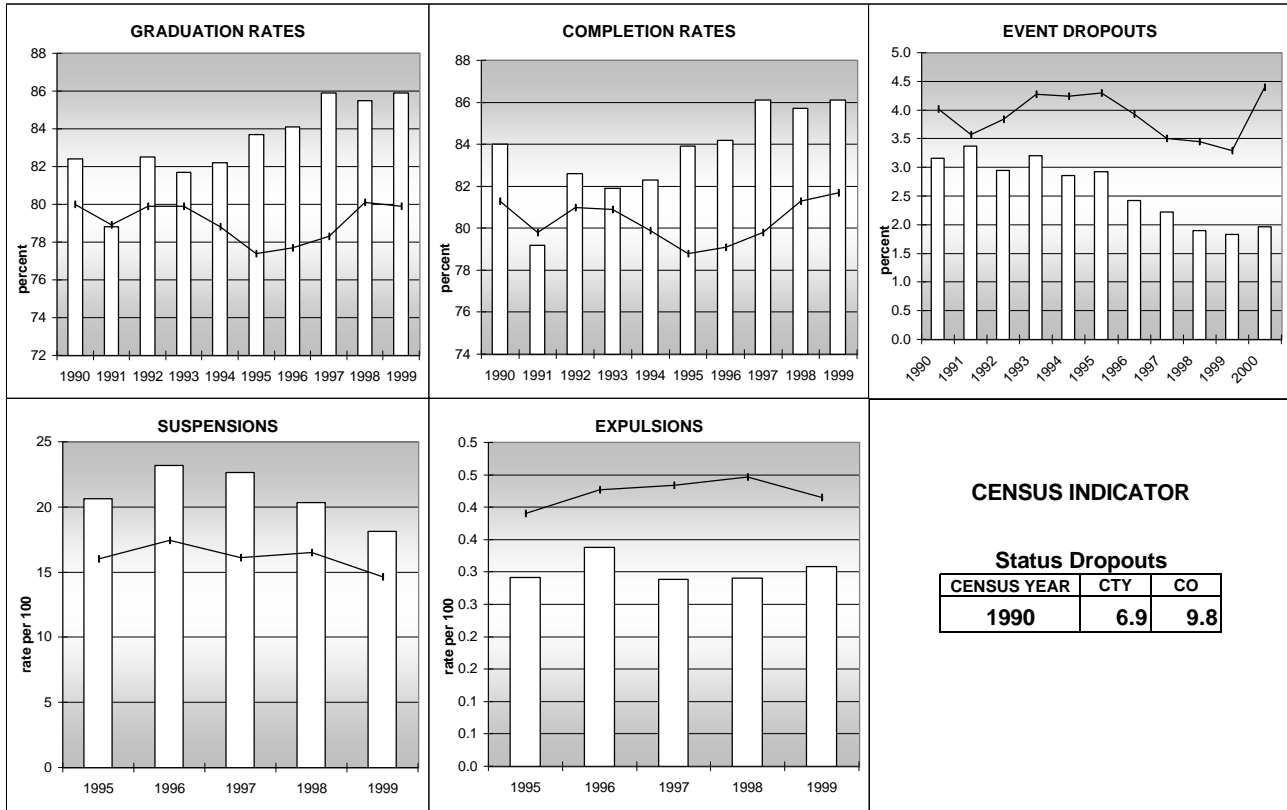 GRADUATION RATES
88
86
84
82
80
78
76
74
72
percent
1990 1991 1992 1993 1994 1995 1996 1997 1998 1999
COMPLETION RATES
88
86
84
82
80
78
76
74
percent
1990 1991 1992 1993 1994 1995 1996 1997 1998 1999
EVENT DROPOUTS
5.0
4.5
4.0
3.5
3.0
2.5
2.0
1.5
1.0
0.5
0.0
percent
1990 1991 1992 1993 1994 1995 1996 1997 1998 1999 2000
SUSPENSIONS
25
20
15
10
5
0
rate per 100
1995 1996 1997 1998 1999
EXPULSIONS
0.5
0.5
0.4
0.4
0.3
0.3
0.2
0.2
0.1
0.1
0.0
rate per 100
1995 1996 1997 1998 1999
CENSUS INDICATOR
Status Dropouts
CENSUS YEAR CTY CO
1990 6.9 9.8